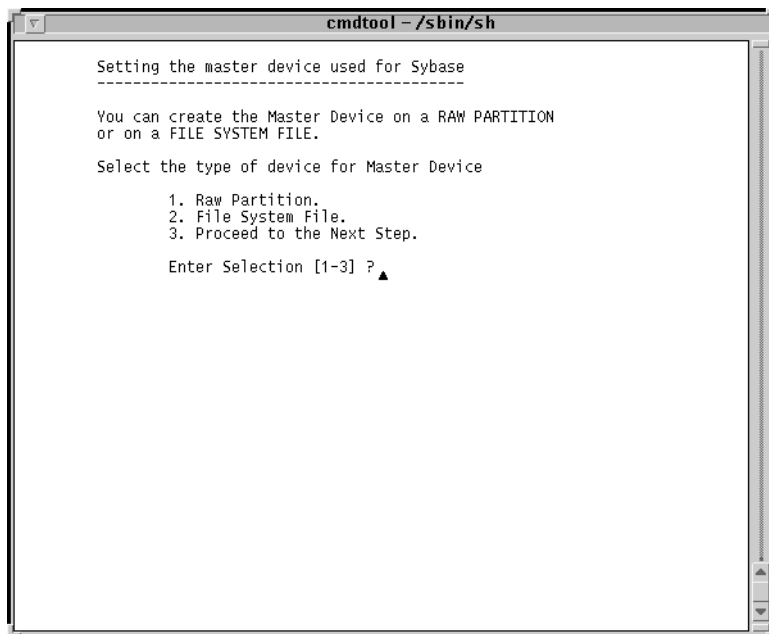 cmdtool – /sbin/sh
Setting the master device used for Sybase
-----------------------------------------
You can create the Master Device on a RAW PARTITION
or on a FILE SYSTEM FILE.
Select the type of device for Master Device
1. Raw Partition.
2. File System File.
3. Proceed to the Next Step.
Enter Selection [1-3] ?